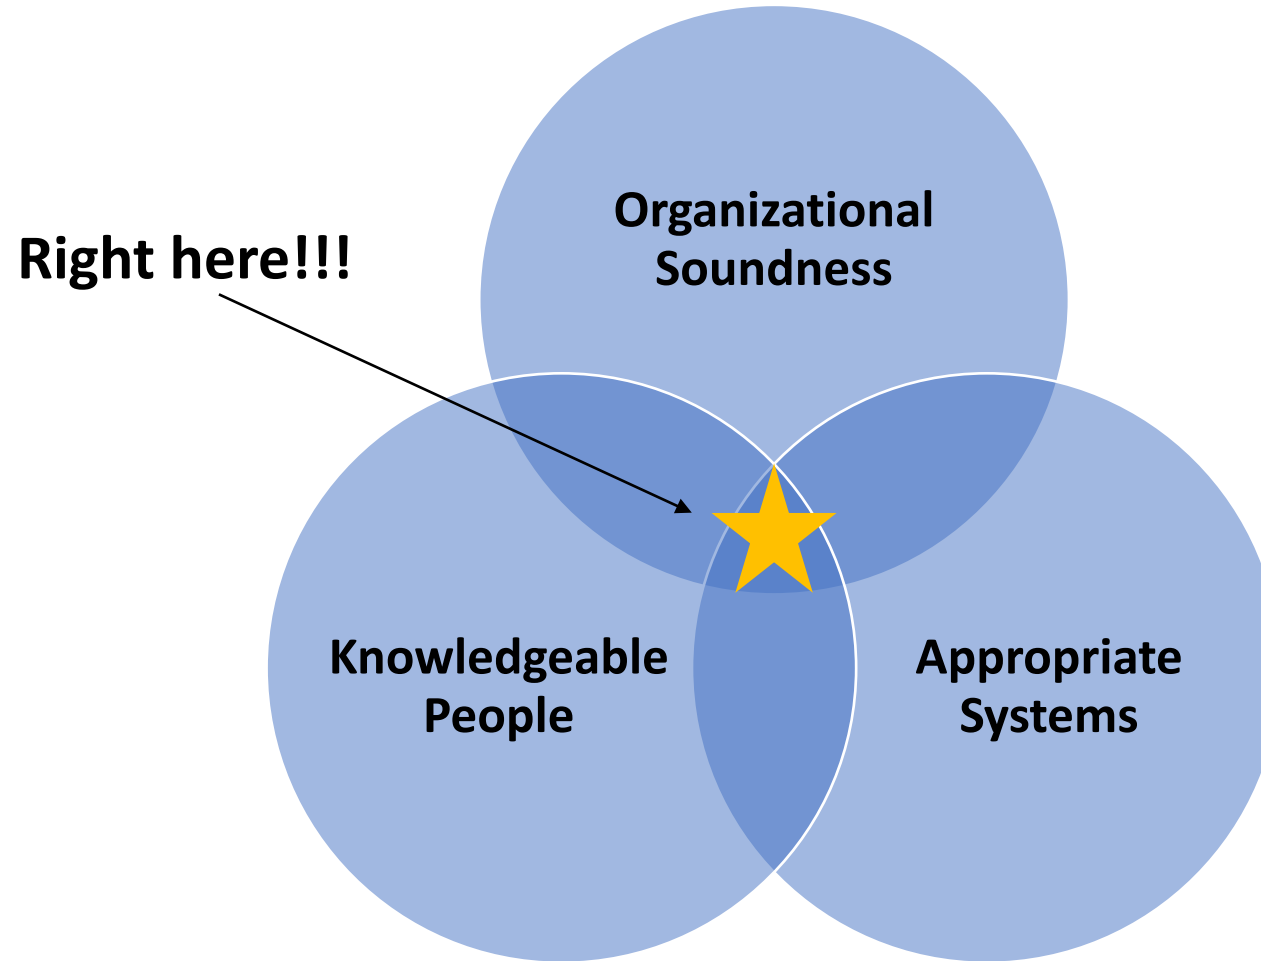 Organizational
Soundness
Right here!!!
Knowledgeable
People
Appropriate
Systems